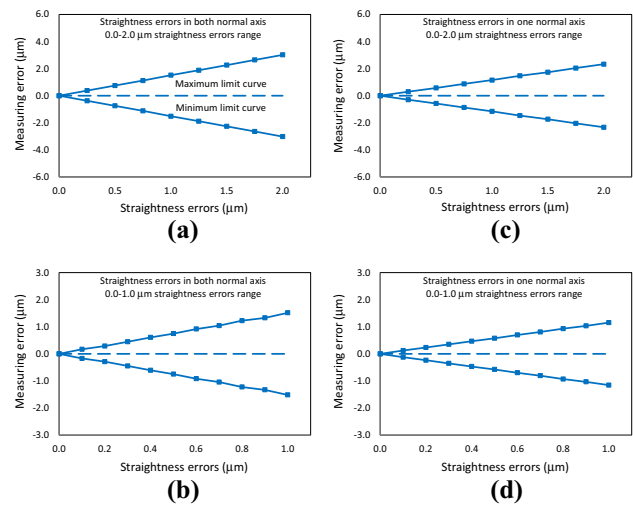 Straightness errors in both normal axis
0.0-2.0 μm straightness errors range
Measuring error (μm)
6.0
4.0
2.0
0.0
-2.0
-4.0
-6.0
Maximum limit curve
Minimum limit curve
0.0 0.5 1.0 1.5 2.0
Straightness errors (μm)
(a)
Straightness errors in one normal axis
0.0-2.0 μm straightness errors range
Measuring error (μm)
6.0
4.0
2.0
0.0
-2.0
-4.0
-6.0
0.0 0.5 1.0 1.5 2.0
Straightness errors (μm)
(c)
Straightness errors in both normal axis
0.0-1.0 μm straightness errors range
Measuring error (μm)
3.0
2.0
1.0
0.0
-1.0
-2.0
-3.0
0.0 0.2 0.4 0.6 0.8 1.0
Straightness errors (μm)
(b)
Straightness errors in one normal axis
0.0-1.0 μm straightness errors range
Measuring error (μm)
3.0
2.0
1.0
0.0
-1.0
-2.0
-3.0
0.0 0.2 0.4 0.6 0.8 1.0
Straightness errors (μm)
(d)